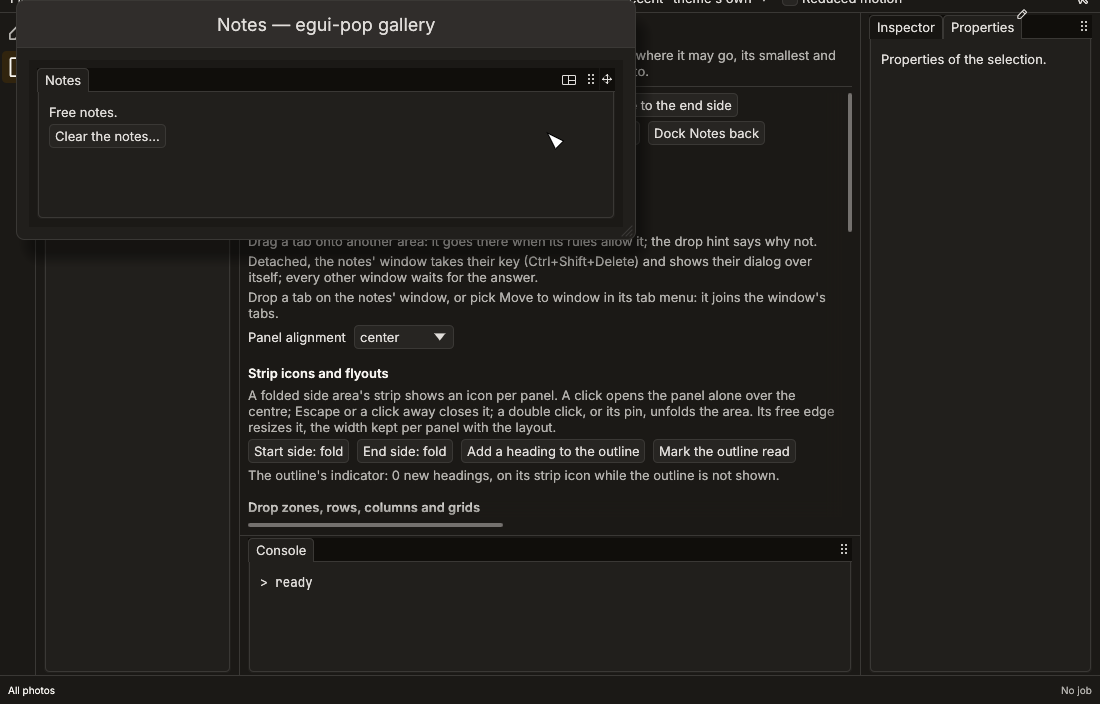 Notes — egui-pop gallery
theme's own
Reduced motion
Notes
Free notes.
Clear the notes...
where it may go, its smallest and
to.
to the end side
Dock Notes back
Drag a tab onto another area: it goes there when its rules allow it; the drop hint says why not.
Detached, the notes' window takes their key (Ctrl+Shift+Delete) and shows their dialog over
itself; every other window waits for the answer.
Drop a tab on the notes' window, or pick Move to window in its tab menu: it joins the window's
tabs.
Panel alignment
center
Strip icons and flyouts
A folded side area's strip shows an icon per panel. A click opens the panel alone over the
centre; Escape or a click away closes it; a double click, or its pin, unfolds the area. Its free edge
resizes it, the width kept per panel with the layout.
Start side: fold
End side: fold
Add a heading to the outline
Mark the outline read
The outline's indicator: 0 new headings, on its strip icon while the outline is not shown.
Drop zones, rows, columns and grids
Console
> ready
Inspector
Properties
Properties of the selection.
All photos
No job